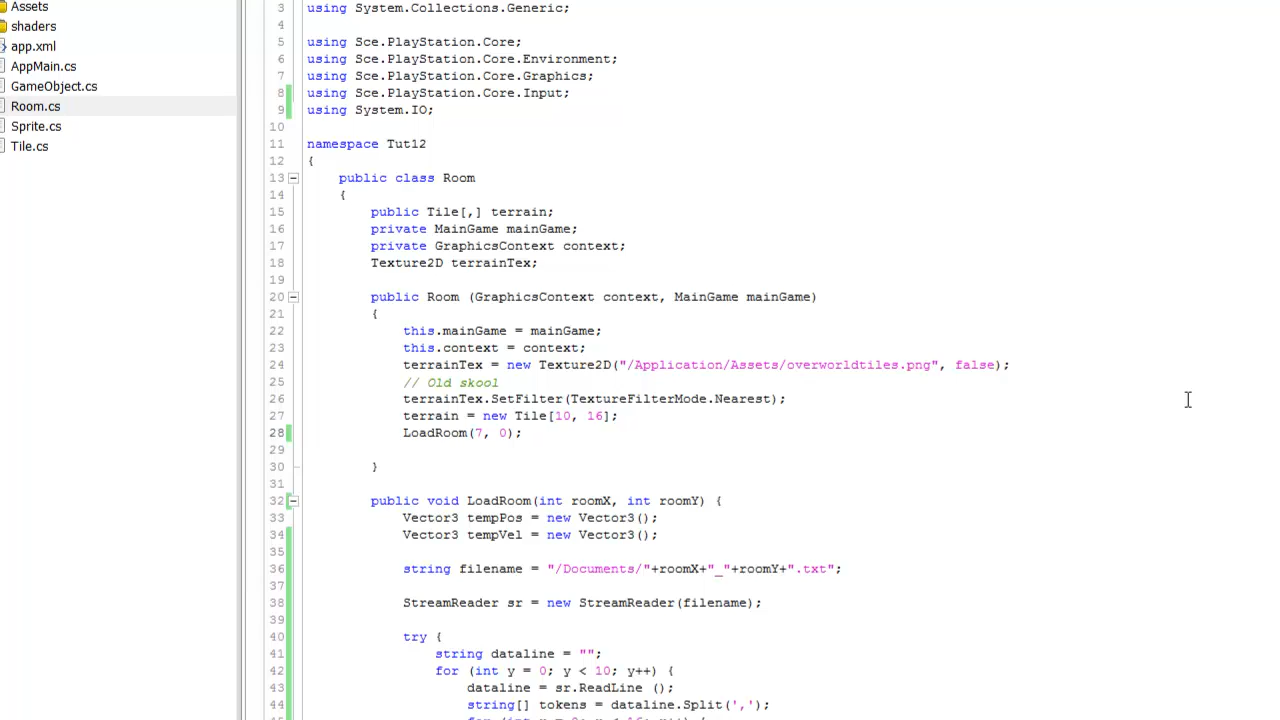 Assets
shaders
app.xml
AppMain.cs
GameObject.cs
Room.cs
Sprite.cs
Tile.cs
3 using System.Collections.Generic;
4
5 using Sce.PlayStation.Core;
6 using Sce.PlayStation.Core.Environment;
7 using Sce.PlayStation.Core.Graphics;
8 using Sce.PlayStation.Core.Input;
9 using System.IO;
10
11 namespace Tut12
12 {
13 public class Room
14 {
15 public Tile[,] terrain;
16 private MainGame mainGame;
17 private GraphicsContext context;
18 Texture2D terrainTex;
19
20 public Room (GraphicsContext context, MainGame mainGame)
21 {
22 this.mainGame = mainGame;
23 this.context = context;
24 terrainTex = new Texture2D("/Application/Assets/overworldtiles.png", false);
25 // Old skool
26 terrainTex.SetFilter(TextureFilterMode.Nearest);
27 terrain = new Tile[10, 16];
28 LoadRoom(7, 0);
29
30 }
31
32 public void LoadRoom(int roomX, int roomY) {
33 Vector3 tempPos = new Vector3();
34 Vector3 tempVel = new Vector3();
35
36 string filename = "/Documents/"+roomX+"_"+roomY+".txt";
37
38 StreamReader sr = new StreamReader(filename);
39
40 try {
41 string dataline = "";
42 for (int y = 0; y < 10; y++) {
43 dataline = sr.ReadLine ();
44 string[] tokens = dataline.Split(',');